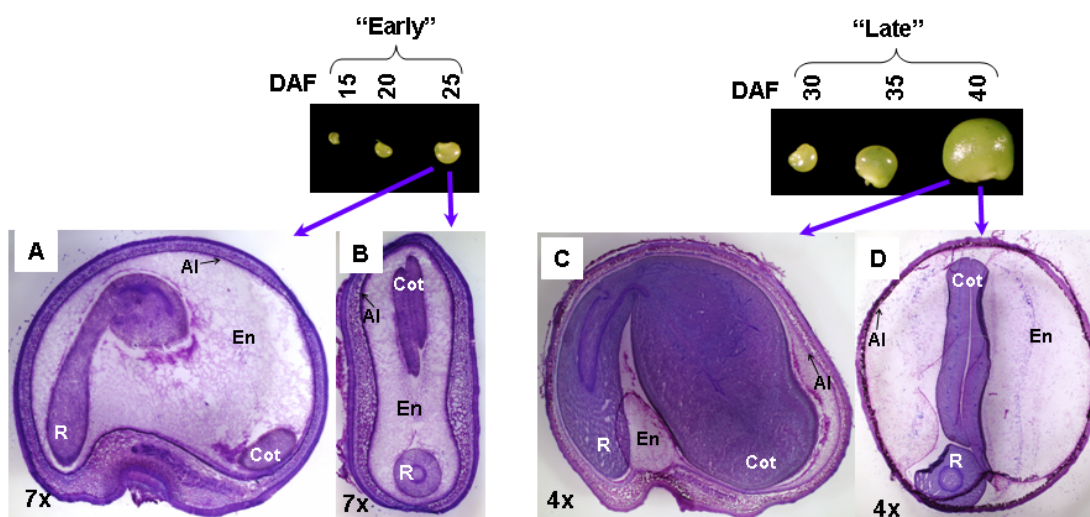 “Early”
DAF 15 20 25
“Late”
DAF 30 35 40
A
Al
En
R
Cot
7x
B
Cot
Al
En
R
7x
C
Al
R
En
Cot
4x
D
Cot
Al
En
R
4x